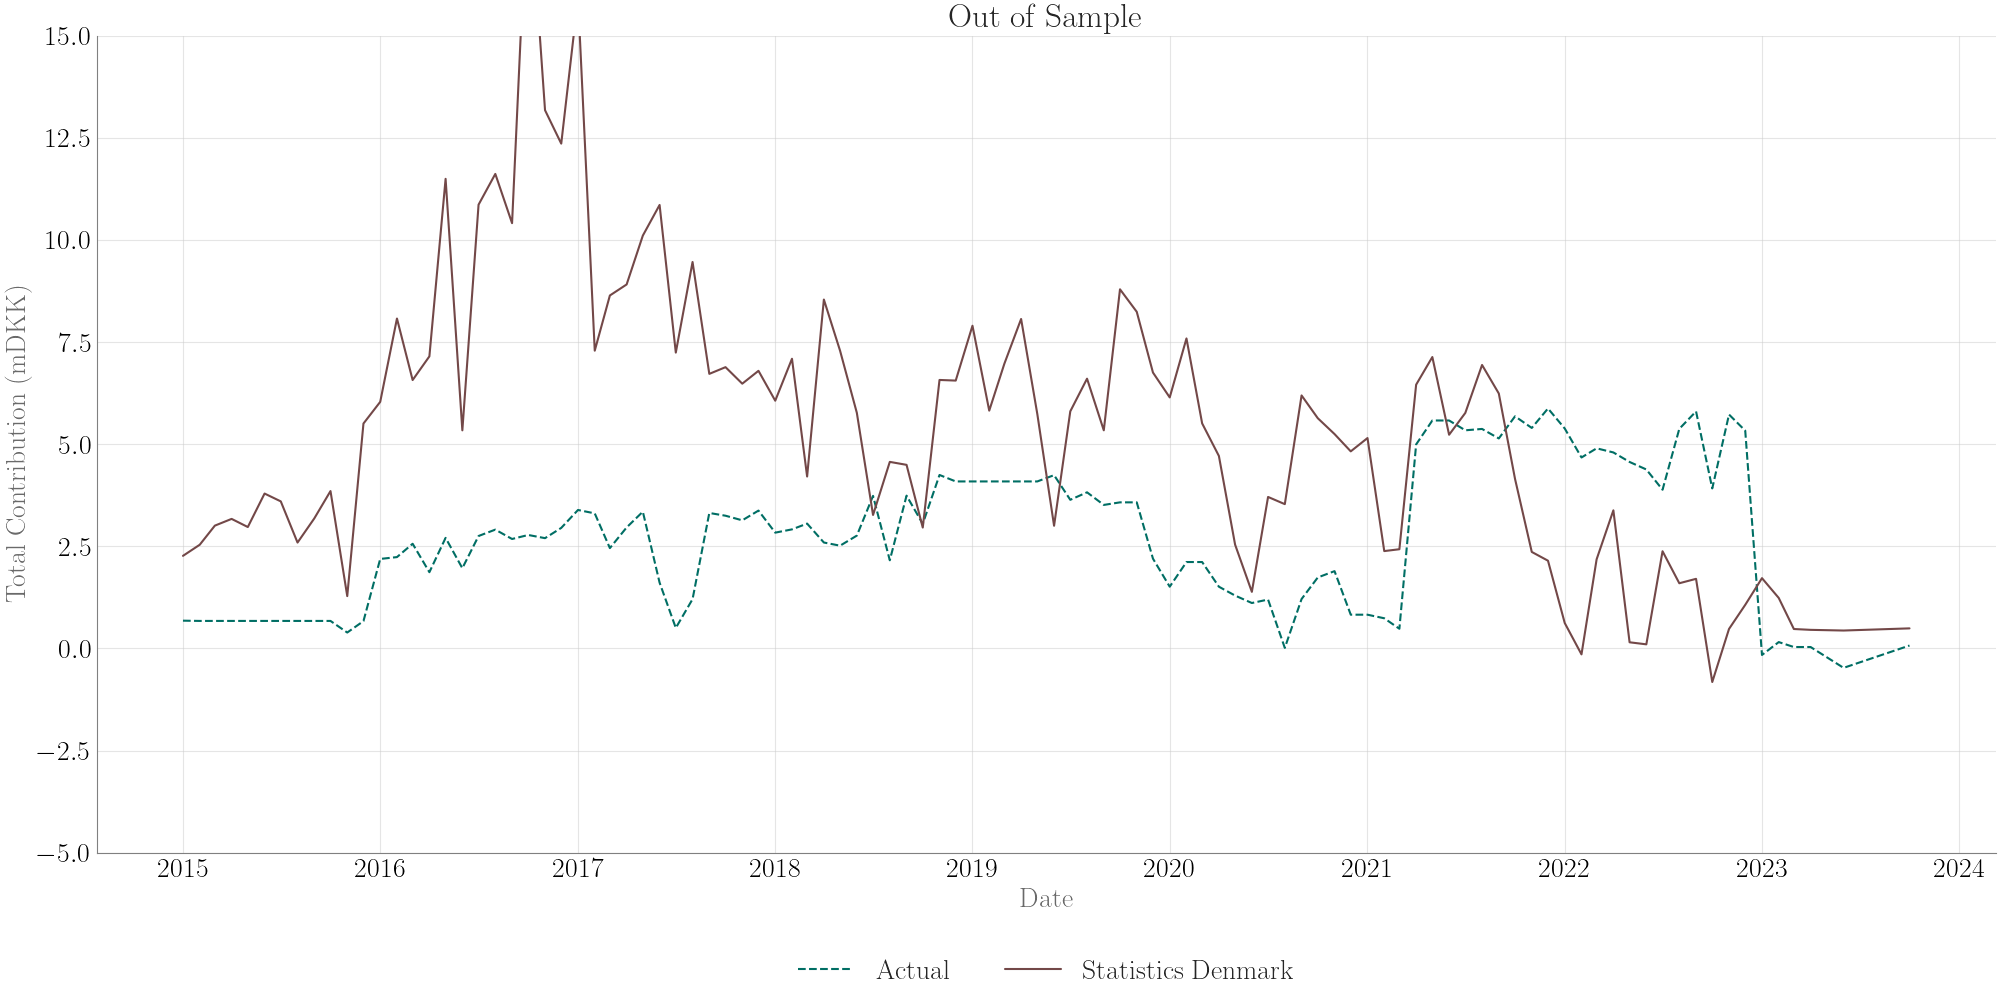 Out of Sample
15.0
12.5
10.0
7.5
5.0
2.5
0.0
−2.5
−5.0
Total Contribution (mDKK)
2015 2016 2017 2018 2019 2020 2021 2022 2023 2024
Date
Actual Statistics Denmark